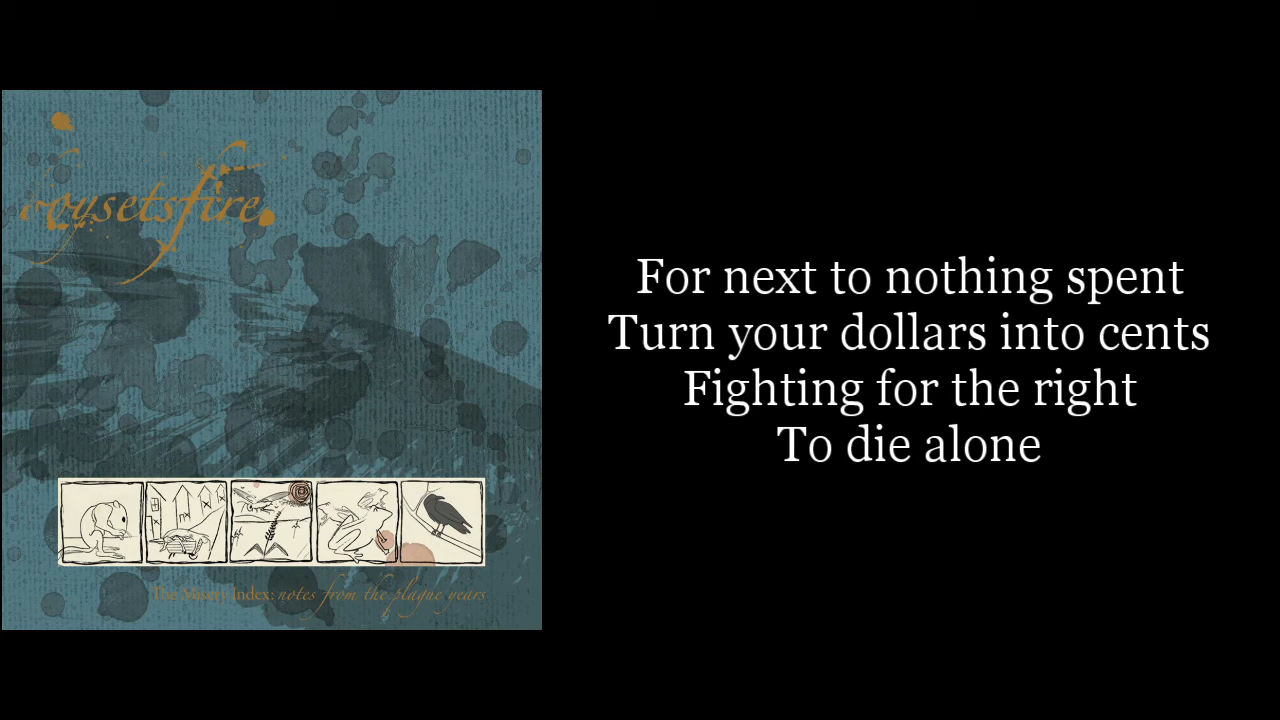 boysetsfire
The Misery Index: notes from the plague years
For next to nothing spent
Turn your dollars into cents
Fighting for the right
To die alone